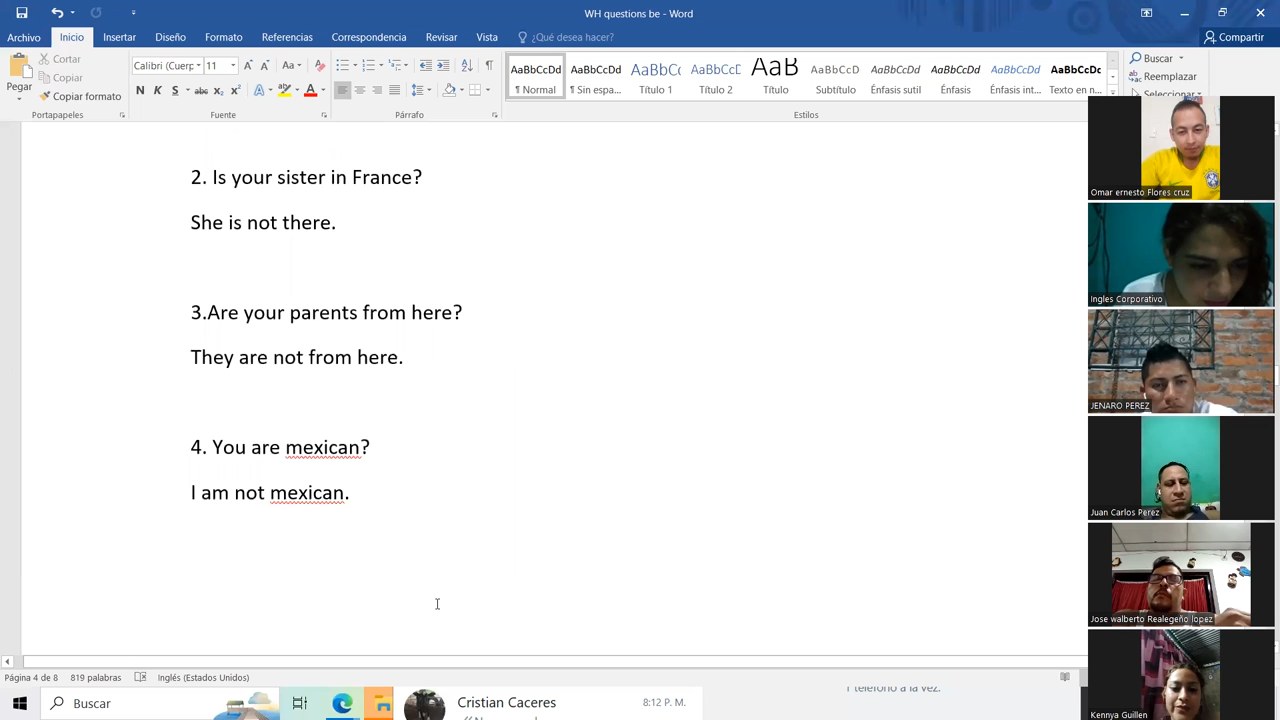 WH questions be - Word
Archivo Inicio Insertar Diseño Formato Referencias Correspondencia Revisar Vista ¿Qué desea hacer? Compartir
Pegar
Cortar
Copiar
Copiar formato
Portapapeles
Calibri (Cuerp 11
Fuente
Párrafo
AaBbCcDd AaBbCcDd AaBbCc AaBbCcD AaB AaBbCcD AaBbCcDd AaBbCcDd AaBbCcDd AaBbCcDc
¶ Normal ¶ Sin espa... Título 1 Título 2 Título Subtítulo Énfasis sutil Énfasis Énfasis int... Texto en n...
Estilos
Buscar
Reemplazar
Seleccionar
2. Is your sister in France?
She is not there.
3.Are your parents from here?
They are not from here.
4. You are mexican?
I am not mexican.
Omar ernesto Flores cruz
Ingles Corporativo
JENARO PEREZ
Juan Carlos Perez
Jose walberto Realegeño lopez
Kennya Guillen
Página 4 de 8 819 palabras Inglés (Estados Unidos)
Buscar
Cristian Caceres 8:12 P. M.
1 teléfono a la vez.